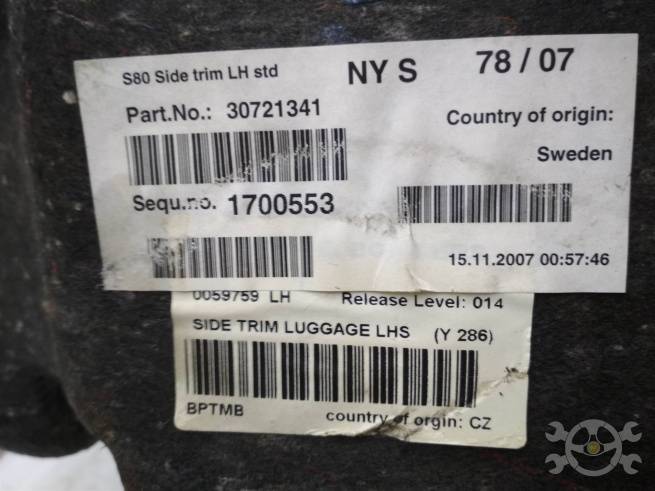 S80 Side trim LH std NY S 78 / 07
Part.No.: 30721341 Country of origin:
Sweden
Sequ.no. 1700553
15.11.2007 00:57:46
0059759 LH Release Level: 014
SIDE TRIM LUGGAGE LHS (Y 286)
BPTMB country of orgin: CZ